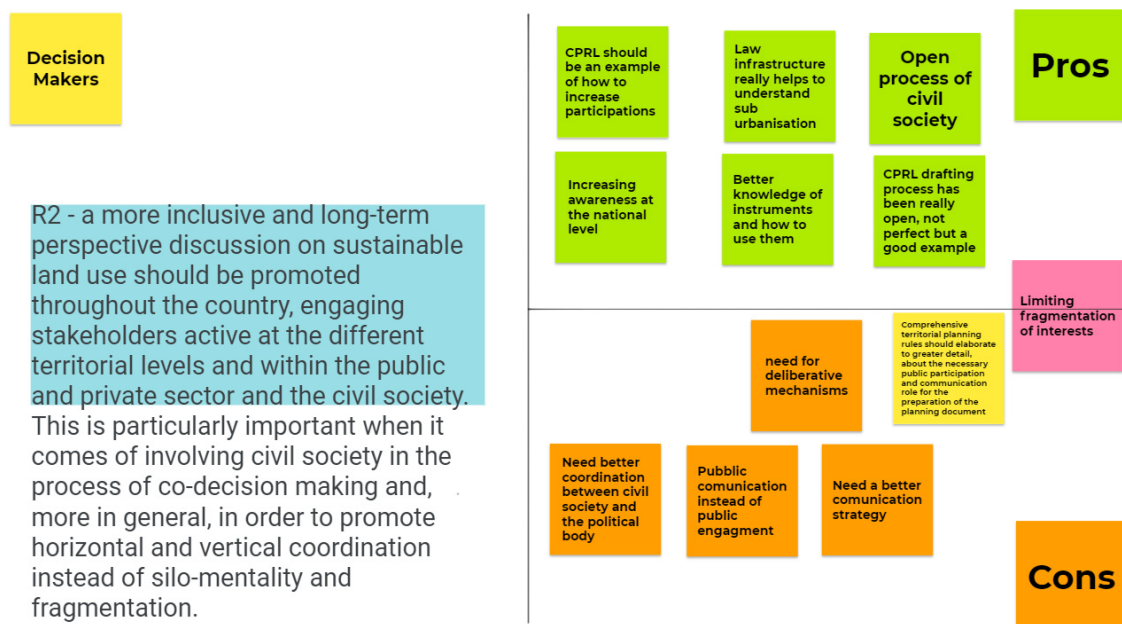 Decision
Makers
R2 - a more inclusive and long-term
perspective discussion on sustainable
land use should be promoted
throughout the country, engaging
stakeholders active at the different
territorial levels and within the public
and private sector and the civil society.
This is particularly important when it
comes of involving civil society in the
process of co-decision making and,
more in general, in order to promote
horizontal and vertical coordination
instead of silo-mentality and
fragmentation.
CPRL should
be an example
of how to
increase
participations
Law
infrastructure
really helps to
understand
sub
urbanisation
Open
process of
civil
society
Pros
Increasing
awareness at
the national
level
Better
knowledge of
instruments
and how to
use them
CPRL drafting
process has
been really
open, not
perfect but a
good example
Limiting
fragmentation
of interests
need for
deliberative
mechanisms
Comprehensive
territorial planning
rules should elaborate
to greater detail,
about the necessary
public participation
and communication
role for the
preparation of the
planning document
Need better
coordination
between civil
society and
the political
body
Pubblic
comunication
instead of
public
engagment
Need a better
comunication
strategy
Cons